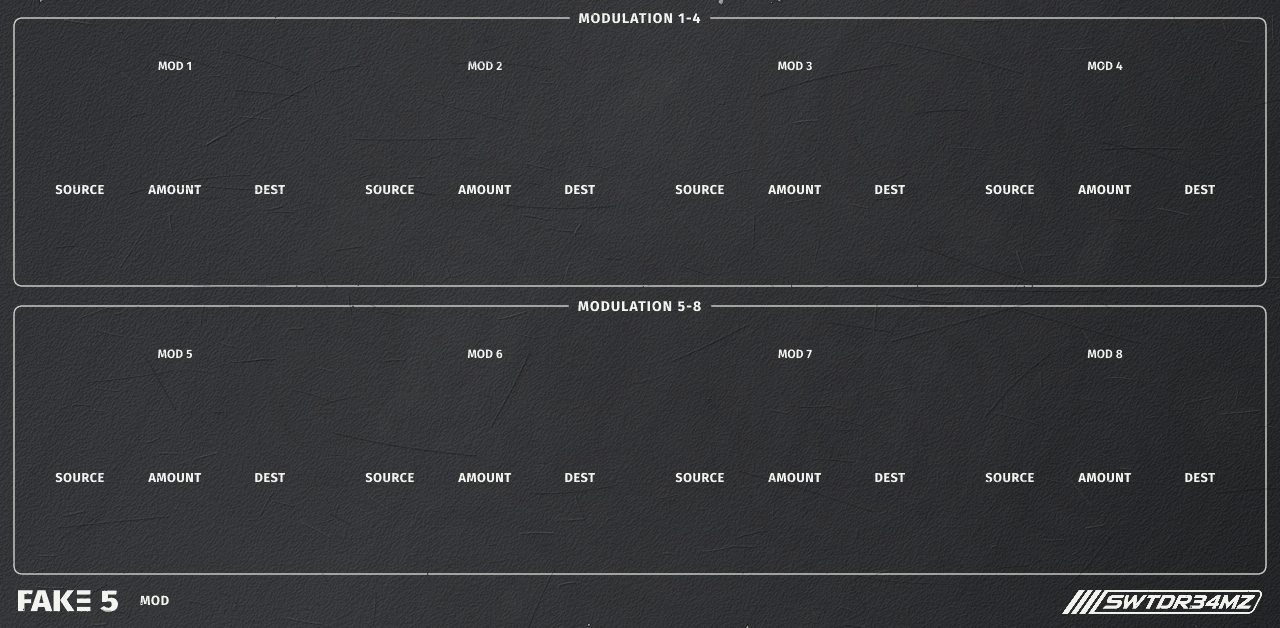 MODULATION 1-4
MOD 1 MOD 2 MOD 3 MOD 4
SOURCE AMOUNT DEST SOURCE AMOUNT DEST SOURCE AMOUNT DEST SOURCE AMOUNT DEST
MODULATION 5-8
MOD 5 MOD 6 MOD 7 MOD 8
SOURCE AMOUNT DEST SOURCE AMOUNT DEST SOURCE AMOUNT DEST SOURCE AMOUNT DEST
FAKE 5 MOD SWTDR34MZ